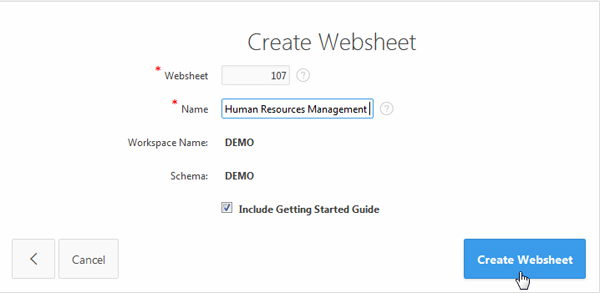 Create Websheet
* Websheet 107 ?
* Name Human Resources Management ?
Workspace Name: DEMO
Schema: DEMO
Include Getting Started Guide
Cancel Create Websheet